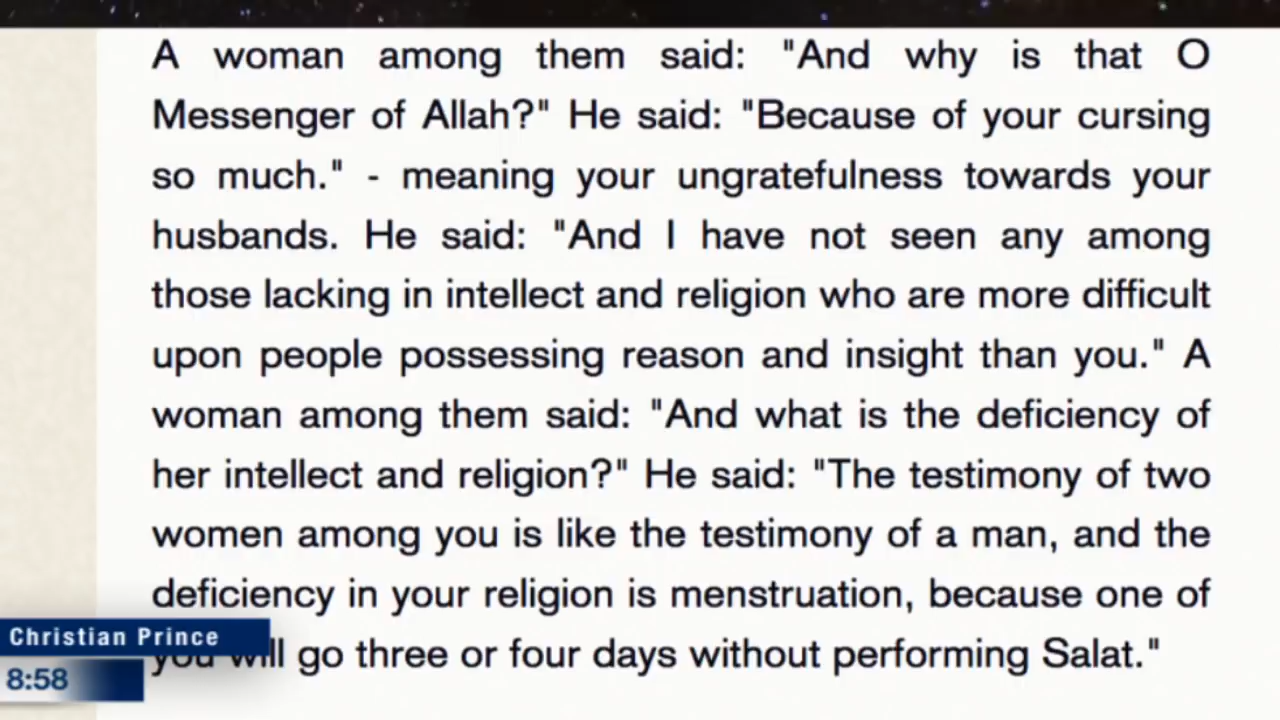 A woman among them said: "And why is that O
Messenger of Allah?" He said: "Because of your cursing
so much." - meaning your ungratefulness towards your
husbands. He said: "And I have not seen any among
those lacking in intellect and religion who are more difficult
upon people possessing reason and insight than you." A
woman among them said: "And what is the deficiency of
her intellect and religion?" He said: "The testimony of two
women among you is like the testimony of a man, and the
deficiency in your religion is menstruation, because one of
you will go three or four days without performing Salat."
Christian Prince
8:58